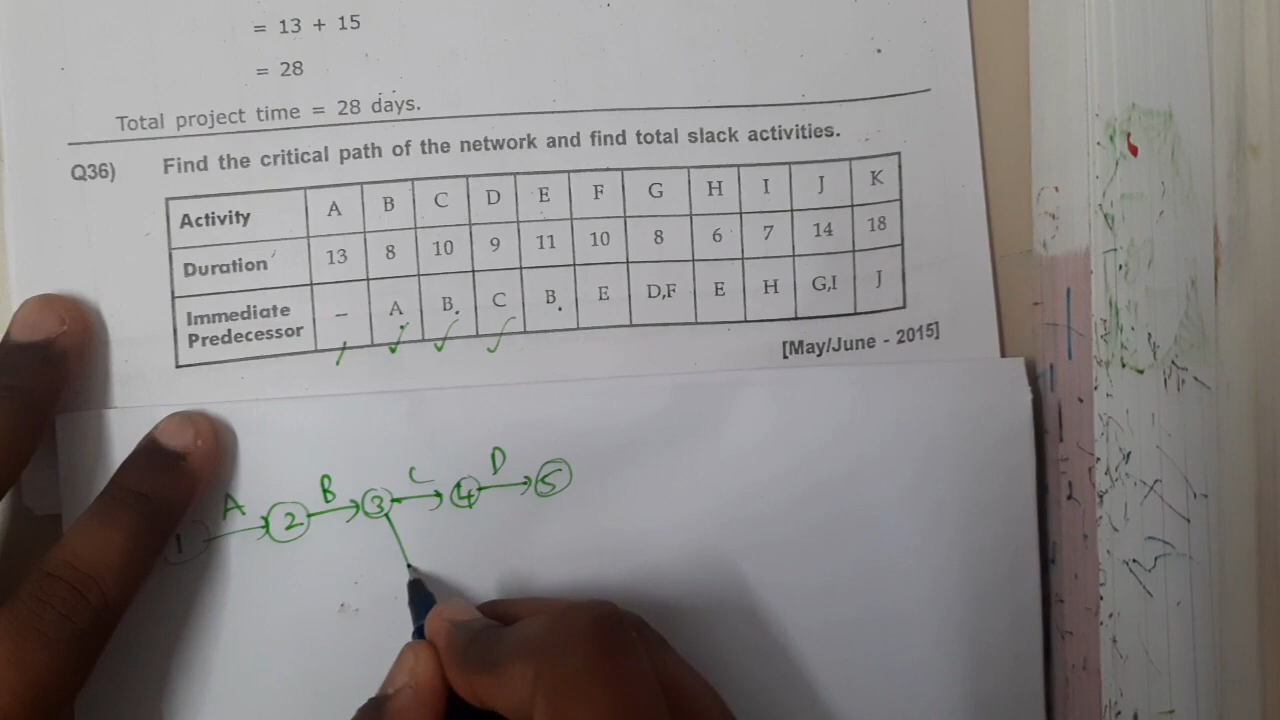 = 13 + 15
= 28
Total project time = 28 days.
Q36) Find the critical path of the network and find total slack activities.
Activity A B C D E F G H I J K
Duration 13 8 10 9 11 10 8 6 7 14 18
Immediate Predecessor – A B. C B. E D,F E H G,I J
[May/June - 2015]
A B C D
1 2 3 4 5